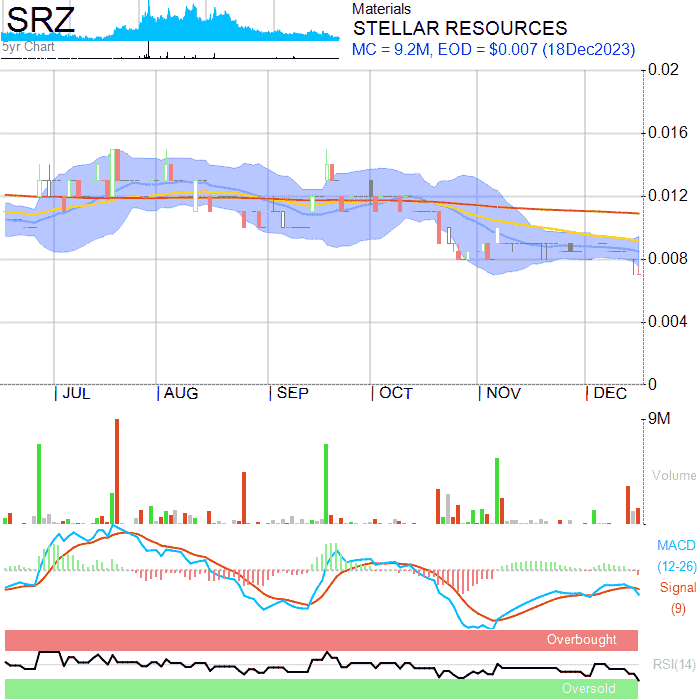 SRZ
5yr Chart
Materials
STELLAR RESOURCES
MC = 9.2M, EOD = $0.007 (18Dec2023)
0.02
0.016
0.012
0.008
0.004
0
JUL AUG SEP OCT NOV DEC
9M
Volume
MACD
(12-26)
Signal
(9)
Overbought
RSI(14)
Oversold